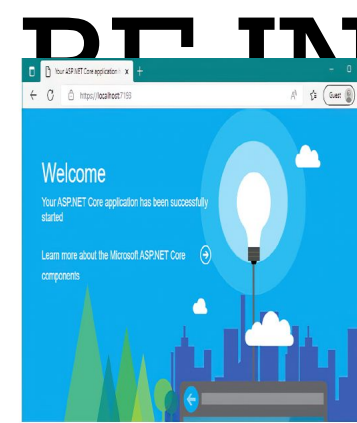 Your ASP.NET Core application
https://localhost:7193
Guest
Welcome
Your ASP.NET Core application has been successfully
started
Learn more about the Microsoft ASP.NET Core
components